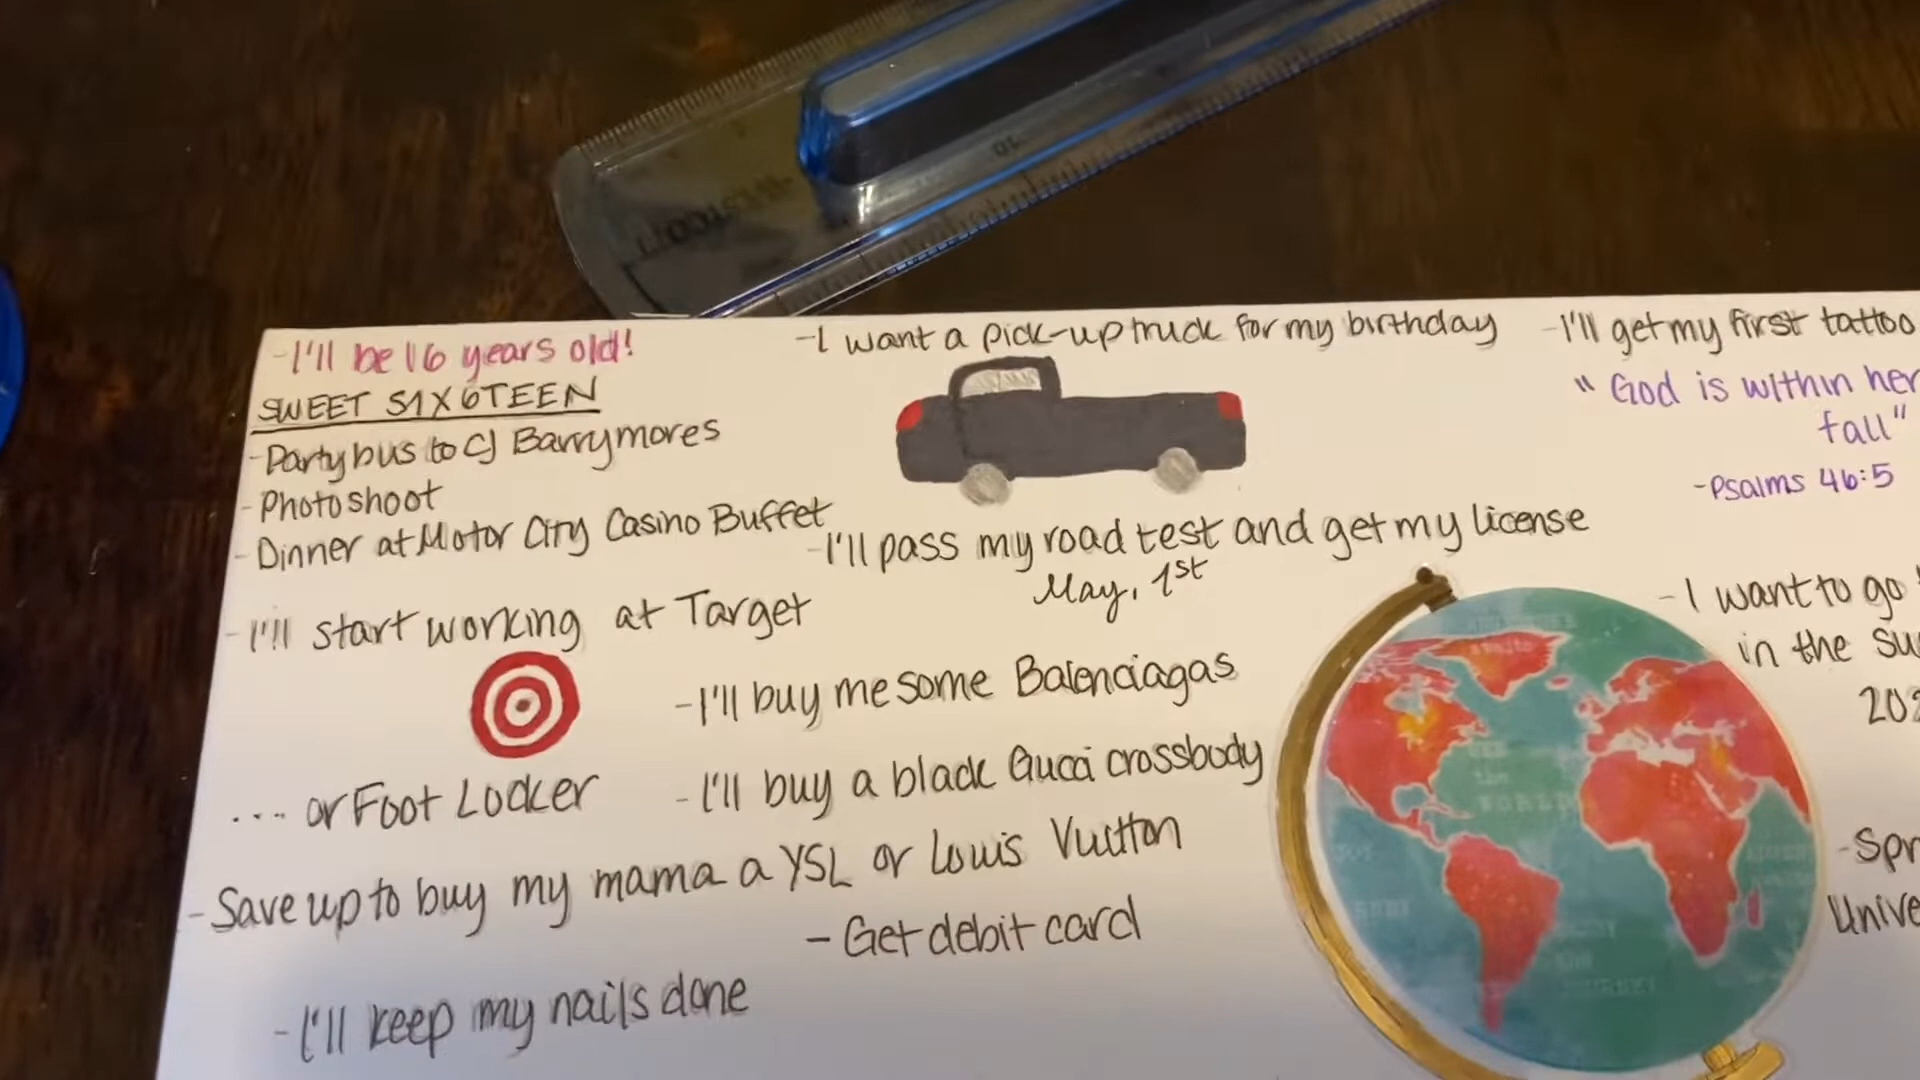 -I'll be 16 years old!
SWEET S1X6TEEN
-Party bus to CJ Barrymores
-Photoshoot
-Dinner at Motor City Casino Buffet
-I'll start working at Target
.... or Foot Locker
-Save up to buy my mama a YSL or Louis Vuitton
-I'll keep my nails done
-I want a pick-up truck for my birthday
-I'll pass my road test and get my license
May, 1st
-I'll buy me some Balenciagas
-I'll buy a black Gucci crossbody
-Get debit card
-I'll get my first tattoo
"God is within her
fall"
-Psalms 46:5
-I want to go
in the
WORLD